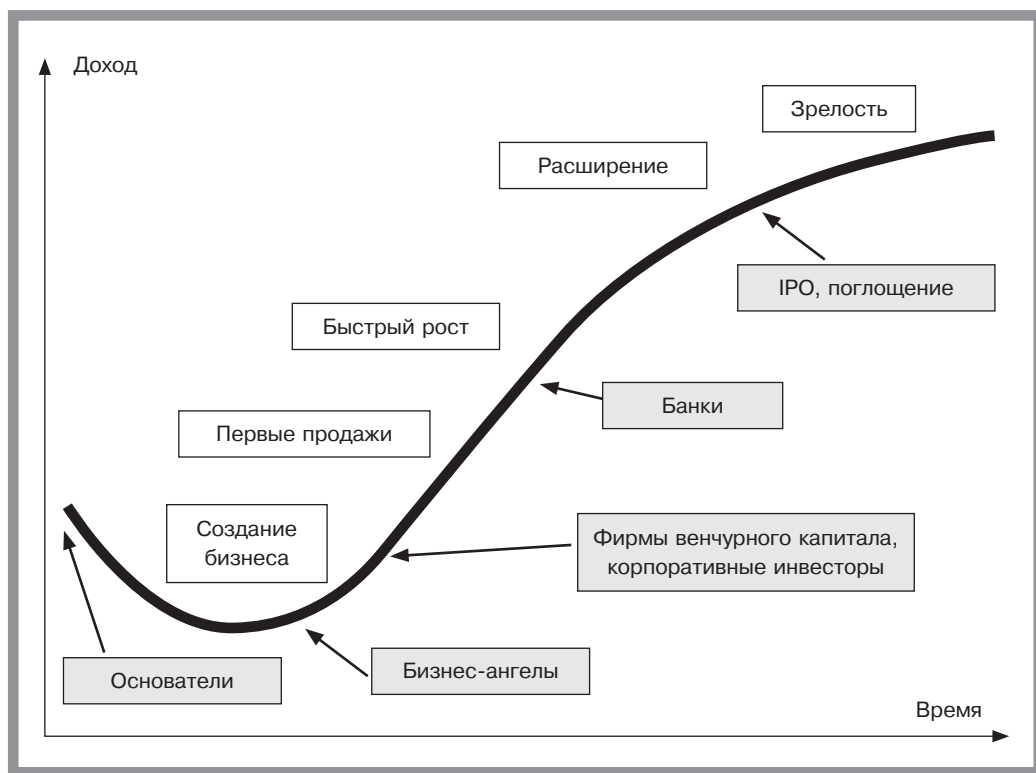 Доход
Зрелость
Расширение
IPO, поглощение
Быстрый рост
Банки
Первые продажи
Создание
бизнеса
Фирмы венчурного капитала,
корпоративные инвесторы
Основатели
Бизнес-ангелы
Время